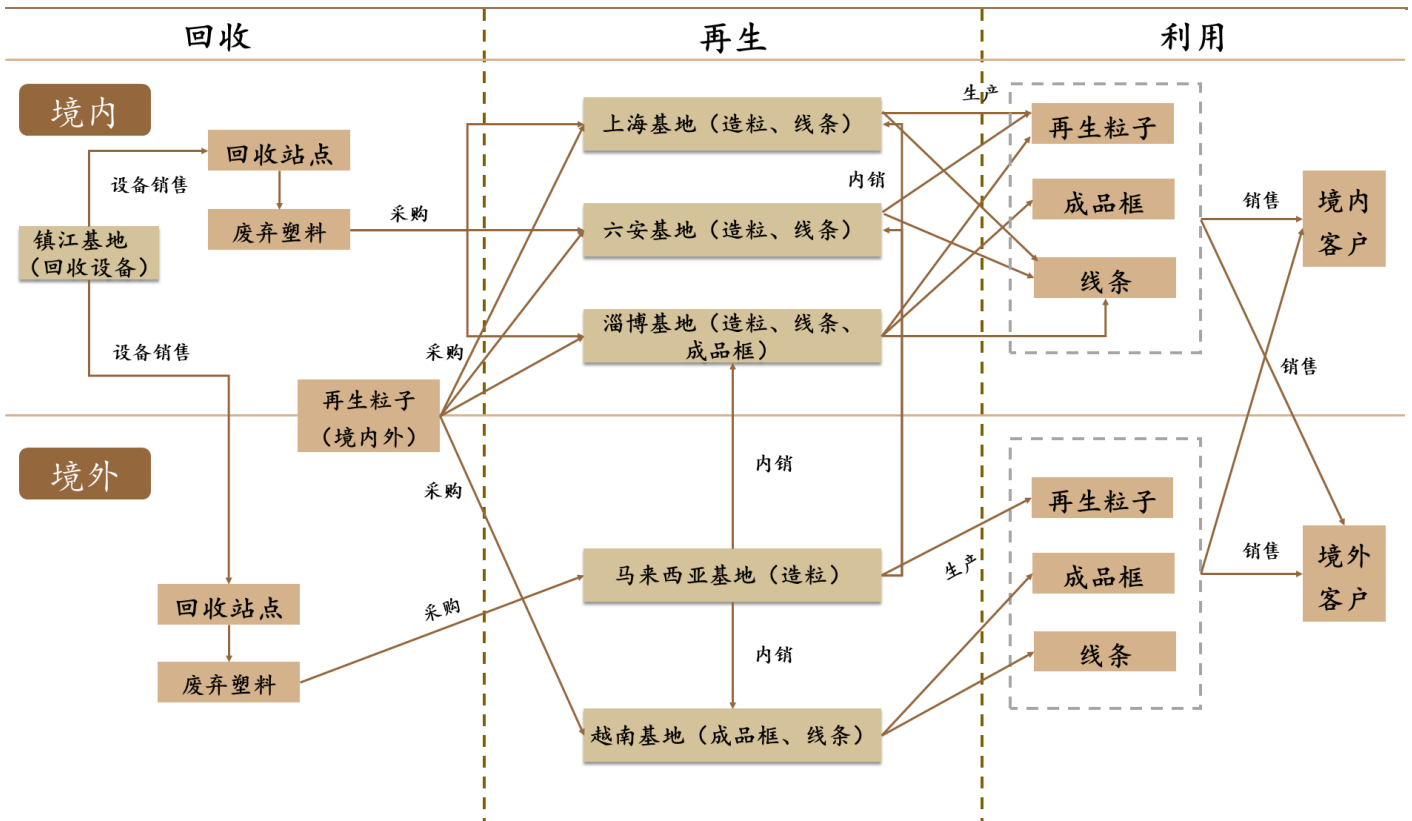 回收
再生
利用
境内
回收站点
设备销售
废弃塑料
镇江基地
（回收设备）
设备销售
采购
采购
再生粒子
（境内外）
采购
上海基地（造粒、线条）
六安基地（造粒、线条）
淄博基地（造粒、线条、
成品框）
生产
内销
再生粒子
成品框
线条
销售
境内
客户
销售
境外
回收站点
废弃塑料
采购
内销
马来西亚基地（造粒）
内销
越南基地（成品框、线条）
生产
再生粒子
成品框
线条
销售
境外
客户